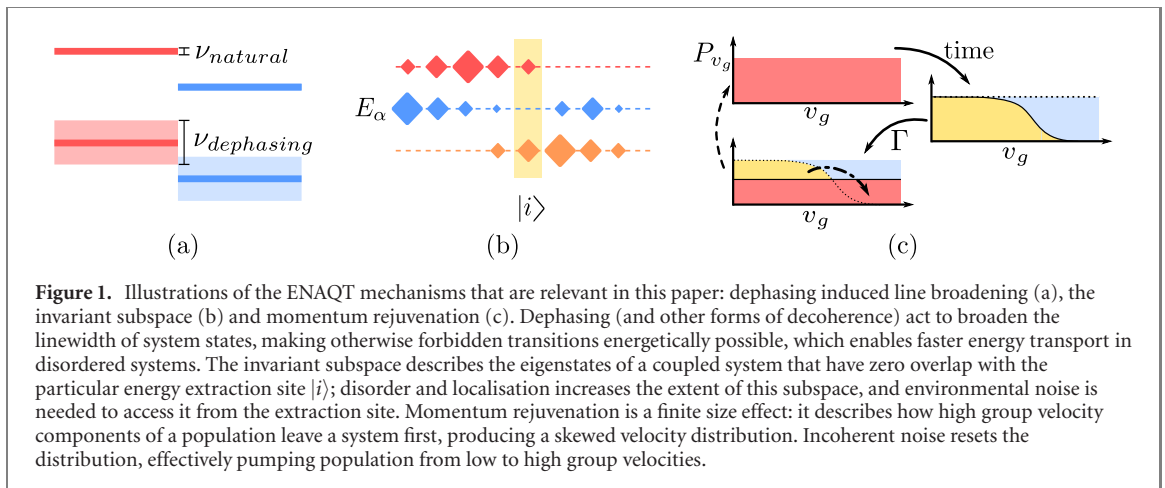 ν_natural
ν_dephasing
(a)
E_α
|i⟩
(b)
P_{v_g}
v_g
time
v_g
Γ
v_g
(c)
Figure 1. Illustrations of the ENAQT mechanisms that are relevant in this paper: dephasing induced line broadening (a), the
invariant subspace (b) and momentum rejuvenation (c). Dephasing (and other forms of decoherence) act to broaden the
linewidth of system states, making otherwise forbidden transitions energetically possible, which enables faster energy transport in
disordered systems. The invariant subspace describes the eigenstates of a coupled system that have zero overlap with the
particular energy extraction site |i⟩; disorder and localisation increases the extent of this subspace, and environmental noise is
needed to access it from the extraction site. Momentum rejuvenation is a finite size effect: it describes how high group velocity
components of a population leave a system first, producing a skewed velocity distribution. Incoherent noise resets the
distribution, effectively pumping population from low to high group velocities.